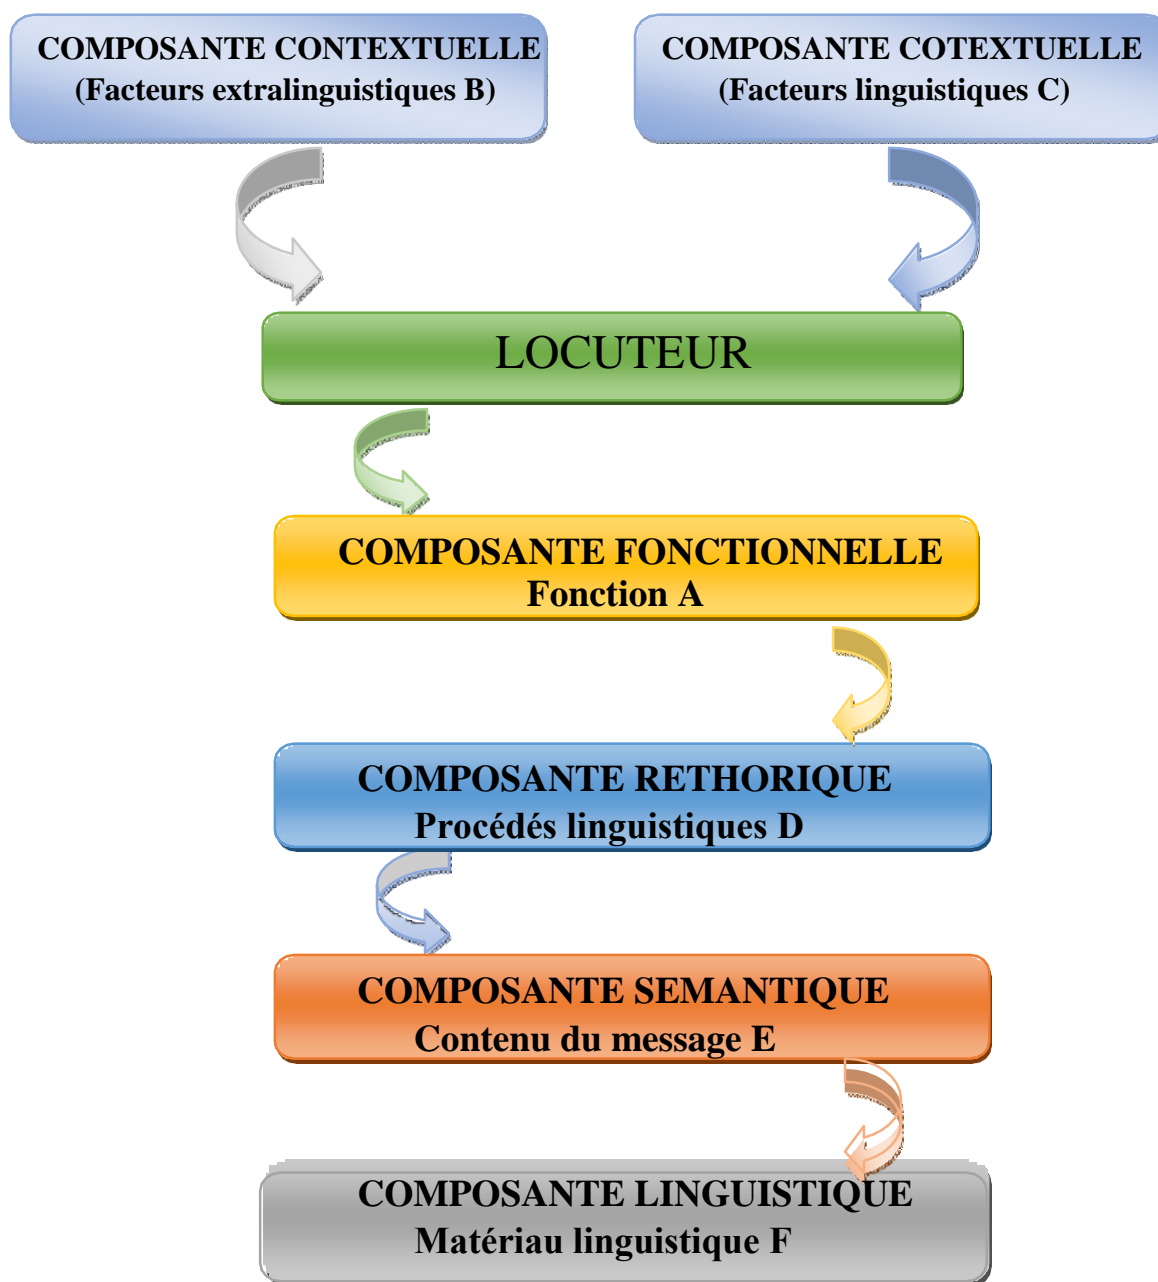 COMPOSANTE CONTEXTUELLE
(Facteurs extralinguistiques B)
COMPOSANTE COTEXTUELLE
(Facteurs linguistiques C)
LOCUTEUR
COMPOSANTE FONCTIONNELLE
Fonction A
COMPOSANTE RETHORIQUE
Procédés linguistiques D
COMPOSANTE SEMANTIQUE
Contenu du message E
COMPOSANTE LINGUISTIQUE
Matériau linguistique F